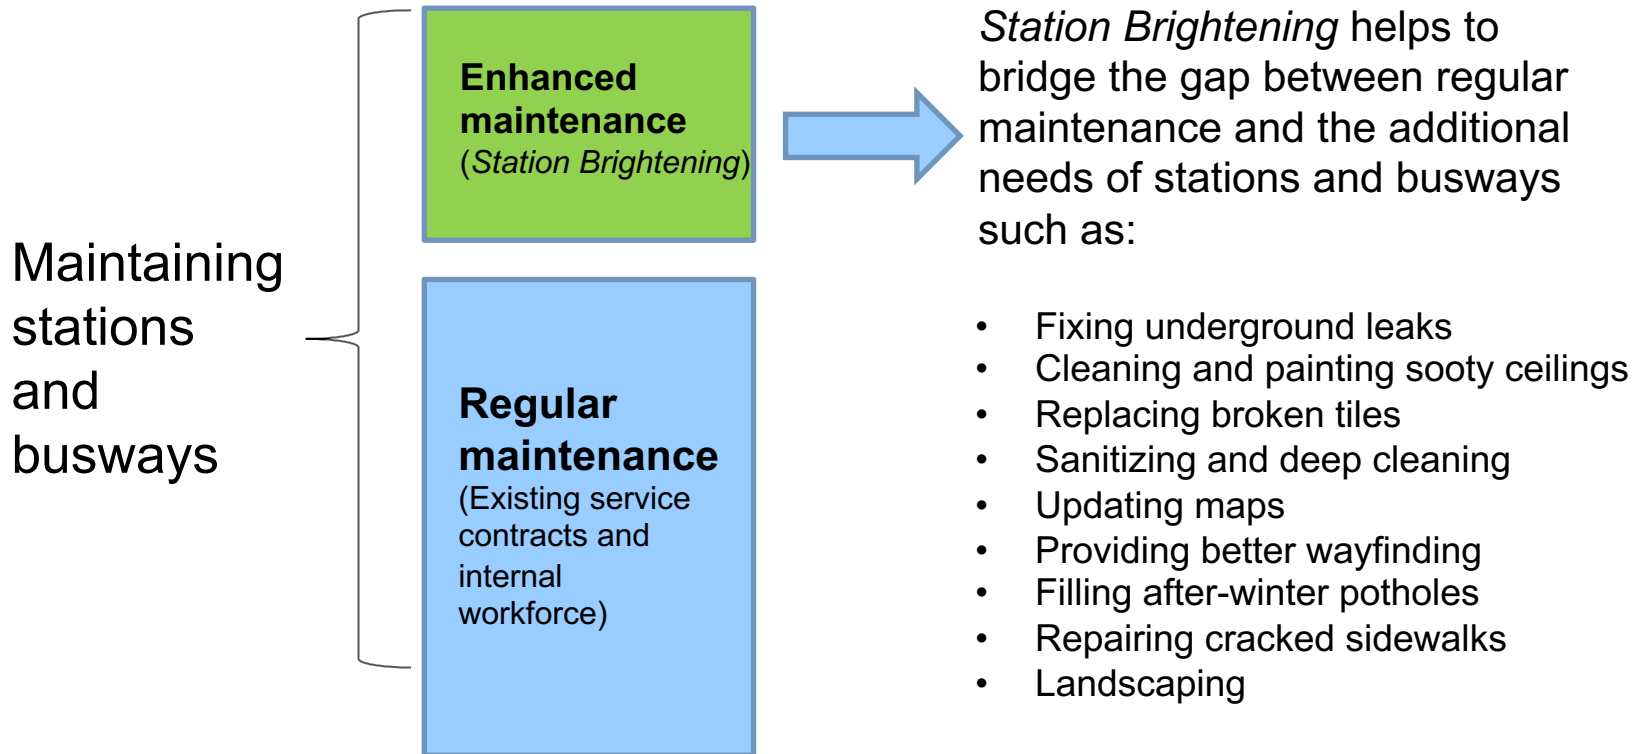 Maintaining
stations
and
busways
Enhanced
maintenance
(Station Brightening)
Regular
maintenance
(Existing service
contracts and
internal
workforce)
Station Brightening helps to
bridge the gap between regular
maintenance and the additional
needs of stations and busways
such as:
• Fixing underground leaks
• Cleaning and painting sooty ceilings
• Replacing broken tiles
• Sanitizing and deep cleaning
• Updating maps
• Providing better wayfinding
• Filling after-winter potholes
• Repairing cracked sidewalks
• Landscaping